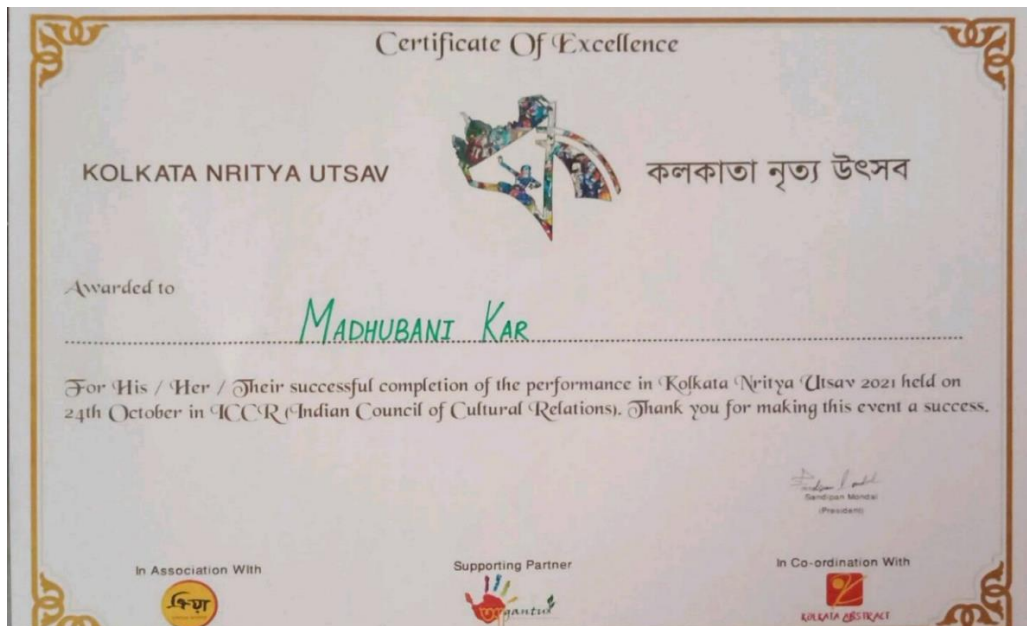 Certificate Of Excellence
KOLKATA NRITYA UTSAV
কলকাতা নৃত্য উৎসব
Awarded to
MADHUBANI KAR
For His / Her / Their successful completion of the performance in Kolkata Nritya Utsav 2021 held on
24th October in ICCR (Indian Council of Cultural Relations). Thank you for making this event a success.
Sandipan Mondal
(President)
In Association With
Supporting Partner
In Co-ordination With
ক্রিয়া
KOLKATA ABSTRACT